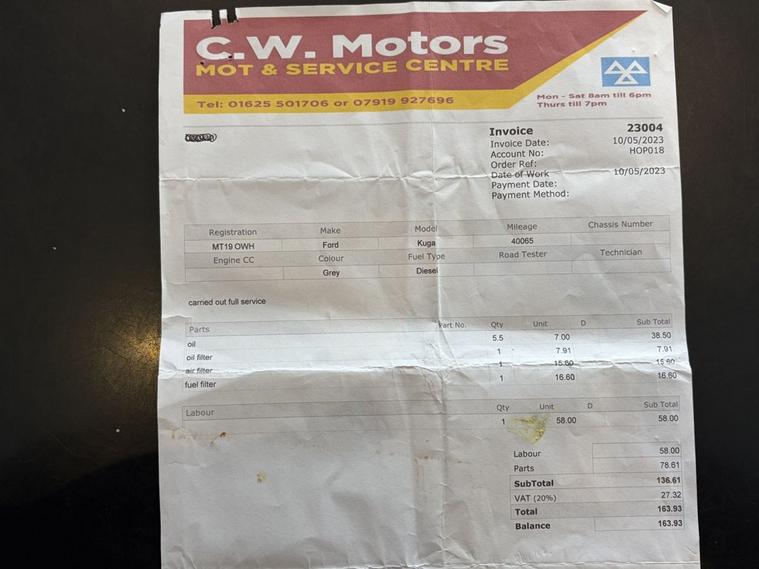 C.W. Motors
MOT & SERVICE CENTRE
Tel: 01625 501706 or 07919 927696
Mon - Sat 8am till 6pm
Thurs till 7pm
Invoice 23004
Invoice Date: 10/05/2023
Account No: HOP018
Order Ref:
Date of Work 10/05/2023
Payment Date:
Payment Method:
Registration Make Model Mileage Chassis Number
MT19 OWH Ford Kuga 40065
Engine CC Colour Fuel Type Road Tester Technician
Grey Diesel
carried out full service
Parts Part No. Qty Unit D Sub Total
oil 5.5 7.00 38.50
oil filter 1 7.91 7.91
air filter 1 15.60 15.60
fuel filter 1 16.60 16.60
Labour Qty Unit D Sub Total
1 58.00 58.00
Labour 58.00
Parts 78.61
SubTotal 136.61
VAT (20%) 27.32
Total 163.93
Balance 163.93